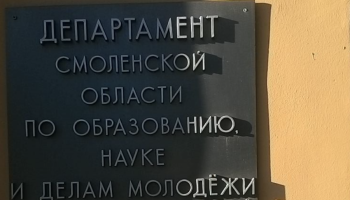 ДЕПАРТАМЕНТ
СМОЛЕНСКОЙ
ОБЛАСТИ
ПО ОБРАЗОВАНИЮ,
НАУКЕ
И ДЕЛАМ МОЛОДЁЖИ